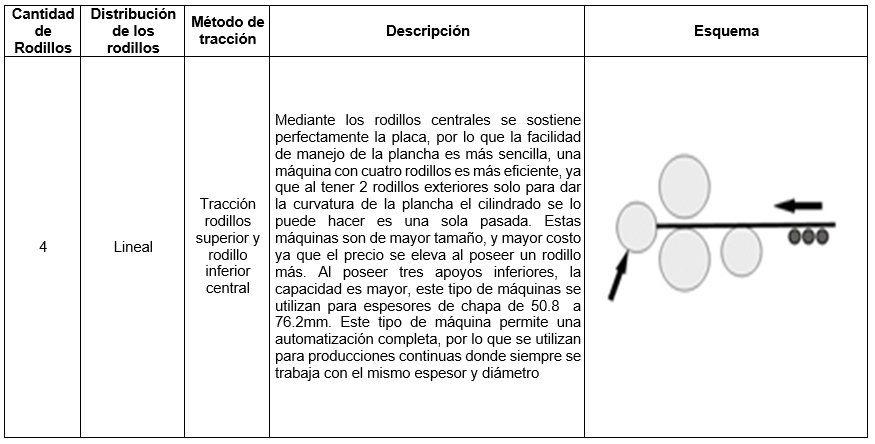 Cantidad
de
Rodillos
Distribución
de los
rodillos
Método de
tracción
Descripción
Esquema
4
Lineal
Tracción
rodillos
superior y
rodillo
inferior
central
Mediante los rodillos centrales se sostiene
perfectamente la placa, por lo que la facilidad
de manejo de la plancha es más sencilla, una
máquina con cuatro rodillos es más eficiente, ya
que al tener 2 rodillos exteriores solo para dar
la curvatura de la plancha el cilindrado se lo
puede hacer es una sola pasada. Estas
máquinas son de mayor tamaño, y mayor costo
ya que el precio se eleva al poseer un rodillo
más. Al poseer tres apoyos inferiores, la
capacidad es mayor, este tipo de máquinas se
utilizan para espesores de chapa de 50.8 a
76.2mm. Este tipo de máquina permite una
automatización completa, por lo que se utilizan
para producciones continuas donde siempre se
trabaja con el mismo espesor y diámetro